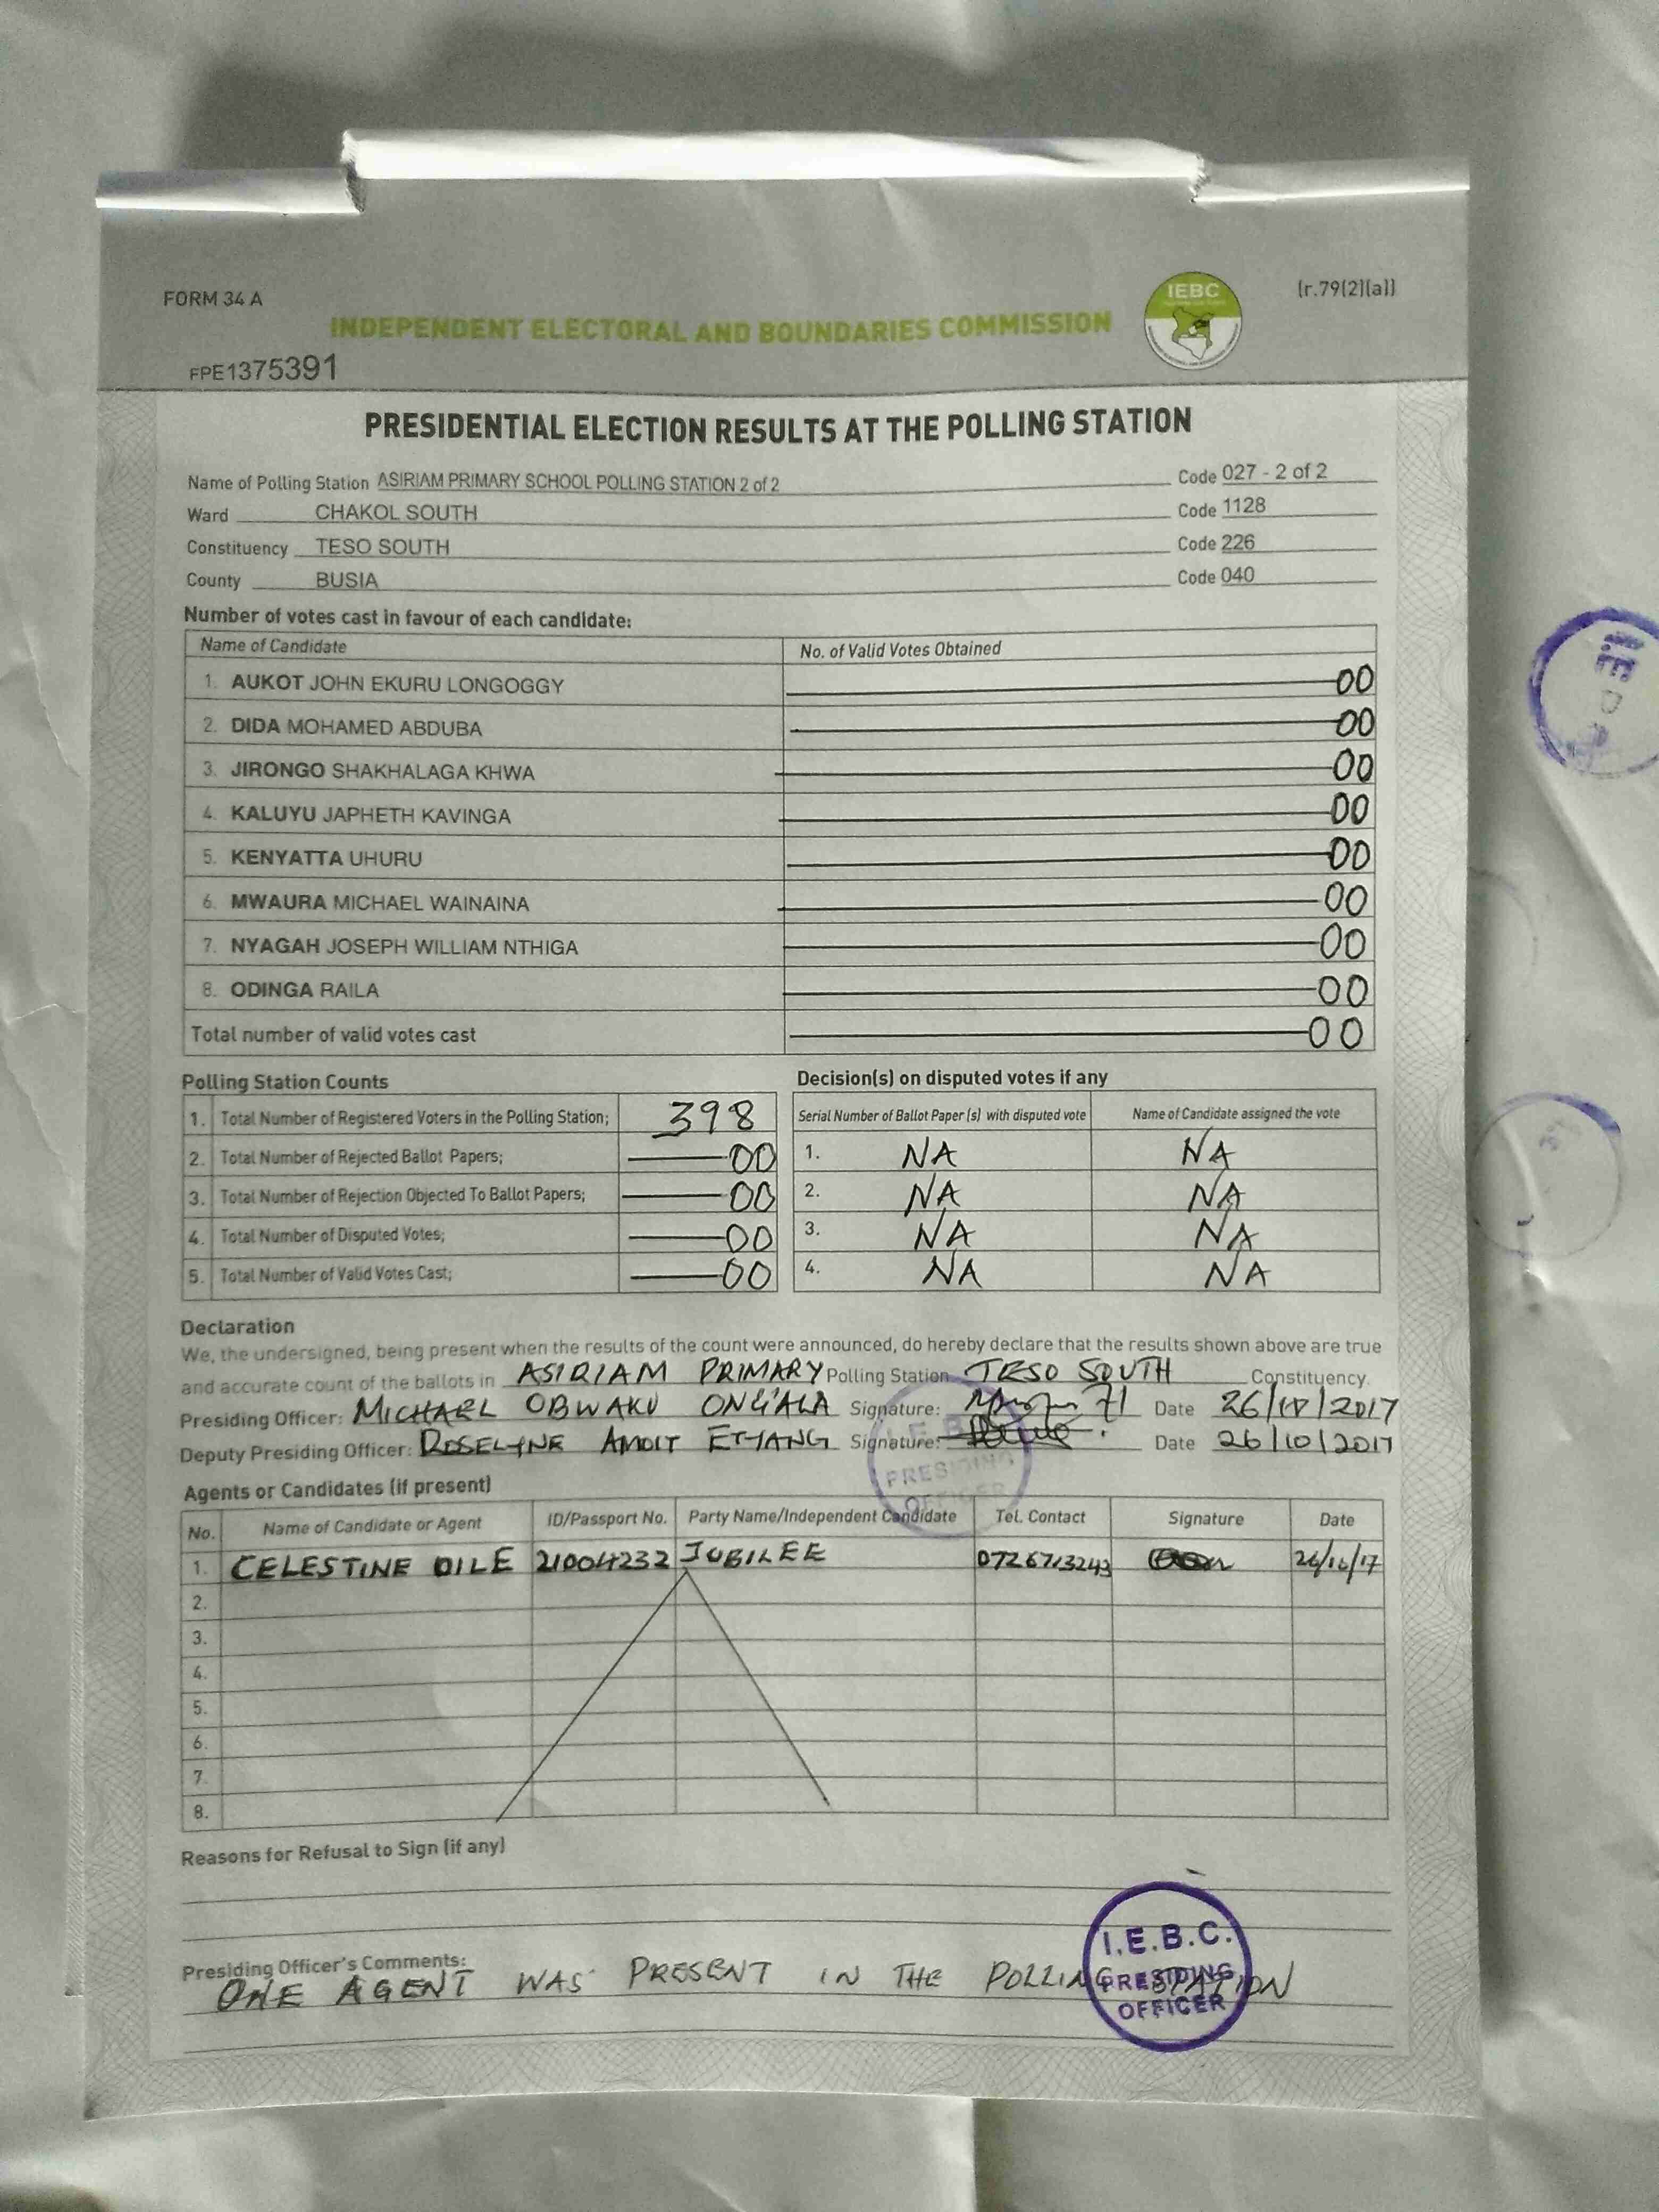 FORM 34 A
IEBC
(r.79(2)(a))
INDEPENDENT ELECTORAL AND BOUNDARIES COMMISSION
FPE1375391
PRESIDENTIAL ELECTION RESULTS AT THE POLLING STATION
Name of Polling Station ASIRIAM PRIMARY SCHOOL POLLING STATION 2 of 2 Code 027 - 2 of 2
Ward CHAKOL SOUTH Code 1128
Constituency TESO SOUTH Code 226
County BUSIA Code 040
Number of votes cast in favour of each candidate:
Name of Candidate No. of Valid Votes Obtained
1. AUKOT JOHN EKURU LONGOGGY 00
2. DIDA MOHAMED ABDUBA 00
3. JIRONGO SHAKHALAGA KHWA 00
4. KALUYU JAPHETH KAVINGA 00
5. KENYATTA UHURU 00
6. MWAURA MICHAEL WAINAINA 00
7. NYAGAH JOSEPH WILLIAM NTHIGA 00
8. ODINGA RAILA 00
Total number of valid votes cast 00
Polling Station Counts
1. Total Number of Registered Voters in the Polling Station; 398
2. Total Number of Rejected Ballot Papers; 00
3. Total Number of Rejection Objected To Ballot Papers; 00
4. Total Number of Disputed Votes; 00
5. Total Number of Valid Votes Cast; 00
Decision(s) on disputed votes if any
Serial Number of Ballot Paper (s) with disputed vote Name of Candidate assigned the vote
1. NA NA
2. NA NA
3. NA NA
4. NA NA
Declaration
We, the undersigned, being present when the results of the count were announced, do hereby declare that the results shown above are true
and accurate count of the ballots in ASIRIAM PRIMARY Polling Station TESO SOUTH Constituency.
Presiding Officer: MICHAEL OBWAKU ONG'ALA Signature: Date 26/10/2017
Deputy Presiding Officer: ROSELYNE AMOIT ETYANG Signature: Date 26/10/2017
I.E.B.C.
PRESIDING
OFFICER
Agents or Candidates (if present)
No. Name of Candidate or Agent ID/Passport No. Party Name/Independent Candidate Tel. Contact Signature Date
1. CELESTINE OILE 21004232 JUBILEE 0726713243 26/10/17
2.
3.
4.
5.
6.
7.
8.
Reasons for Refusal to Sign (if any)
Presiding Officer's Comments:
ONE AGENT WAS PRESENT IN THE POLLING STATION
I.E.B.C.
PRESIDING
OFFICER